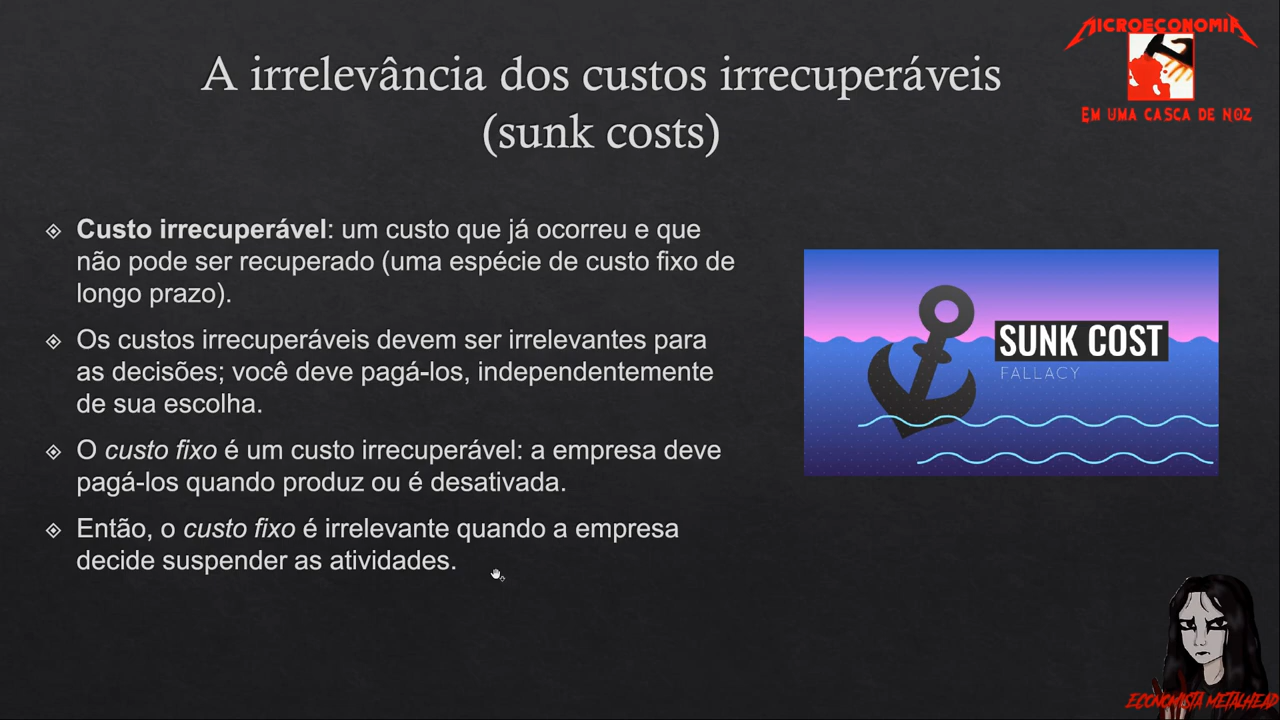 MICROECONOMIA
EM UMA CASCA DE NOZ
A irrelevância dos custos irrecuperáveis
(sunk costs)
Custo irrecuperável: um custo que já ocorreu e que
não pode ser recuperado (uma espécie de custo fixo de
longo prazo).
Os custos irrecuperáveis devem ser irrelevantes para
as decisões; você deve pagá-los, independentemente
de sua escolha.
O custo fixo é um custo irrecuperável: a empresa deve
pagá-los quando produz ou é desativada.
Então, o custo fixo é irrelevante quando a empresa
decide suspender as atividades.
SUNK COST
FALLACY
ECONOMISTA METALHEAD